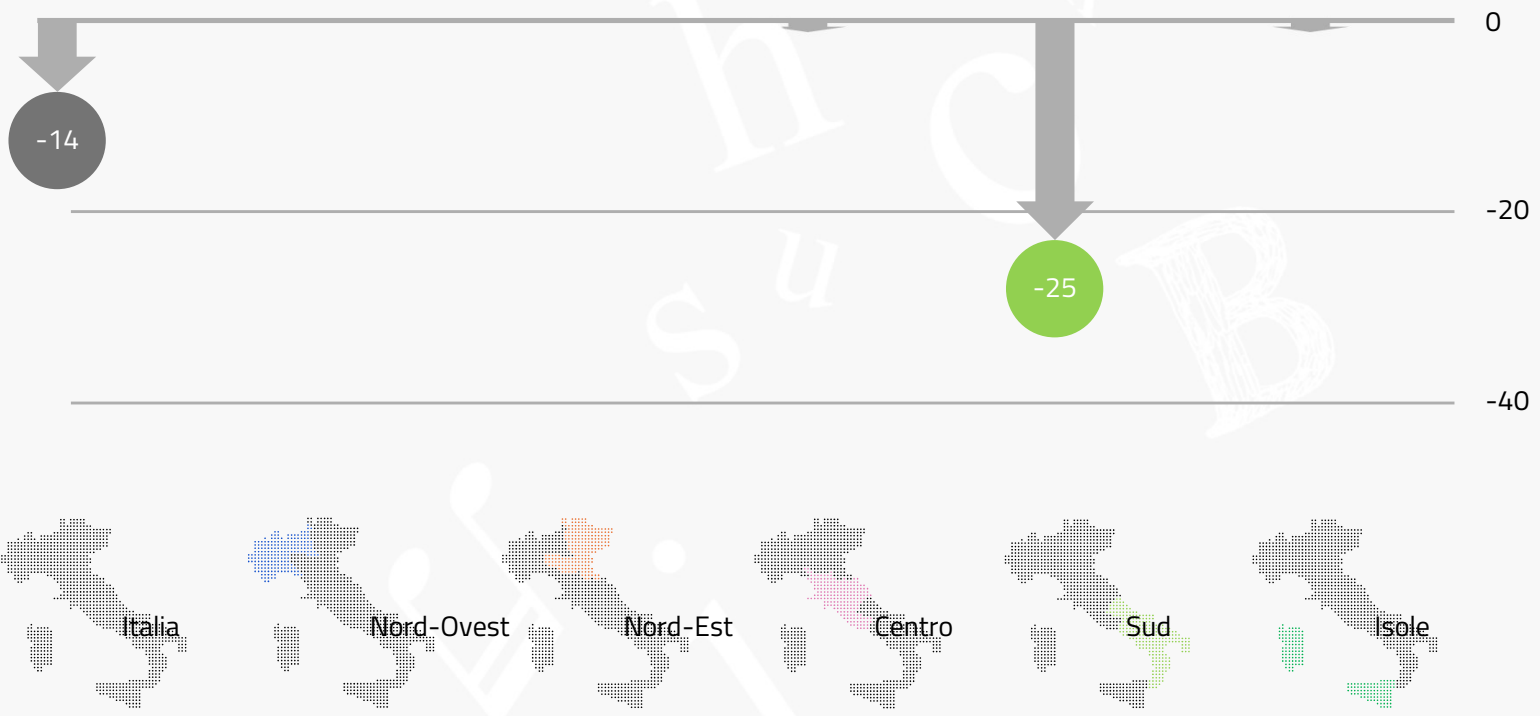 0
-14
-20
-25
-40
Italia
Nord-Ovest
Nord-Est
Centro
Sud
Isole
h
c
s
u
B
i